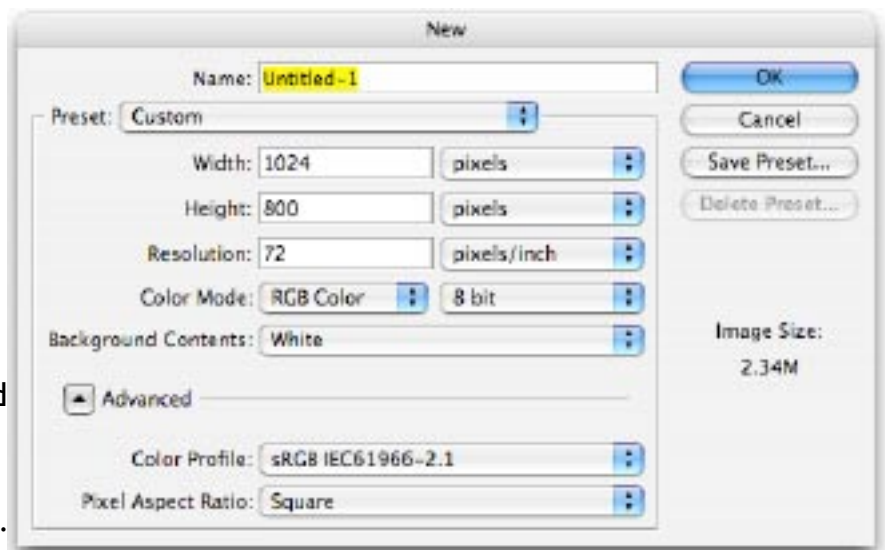 New
Name: Untitled-1
OK
Preset: Custom
Cancel
Width: 1024 pixels
Save Preset...
Height: 800 pixels
Delete Preset...
Resolution: 72 pixels/inch
Color Mode: RGB Color 8 bit
Background Contents: White
Image Size:
2.34M
d
Advanced
Color Profile: sRGB IEC61966-2.1
Pixel Aspect Ratio: Square
.